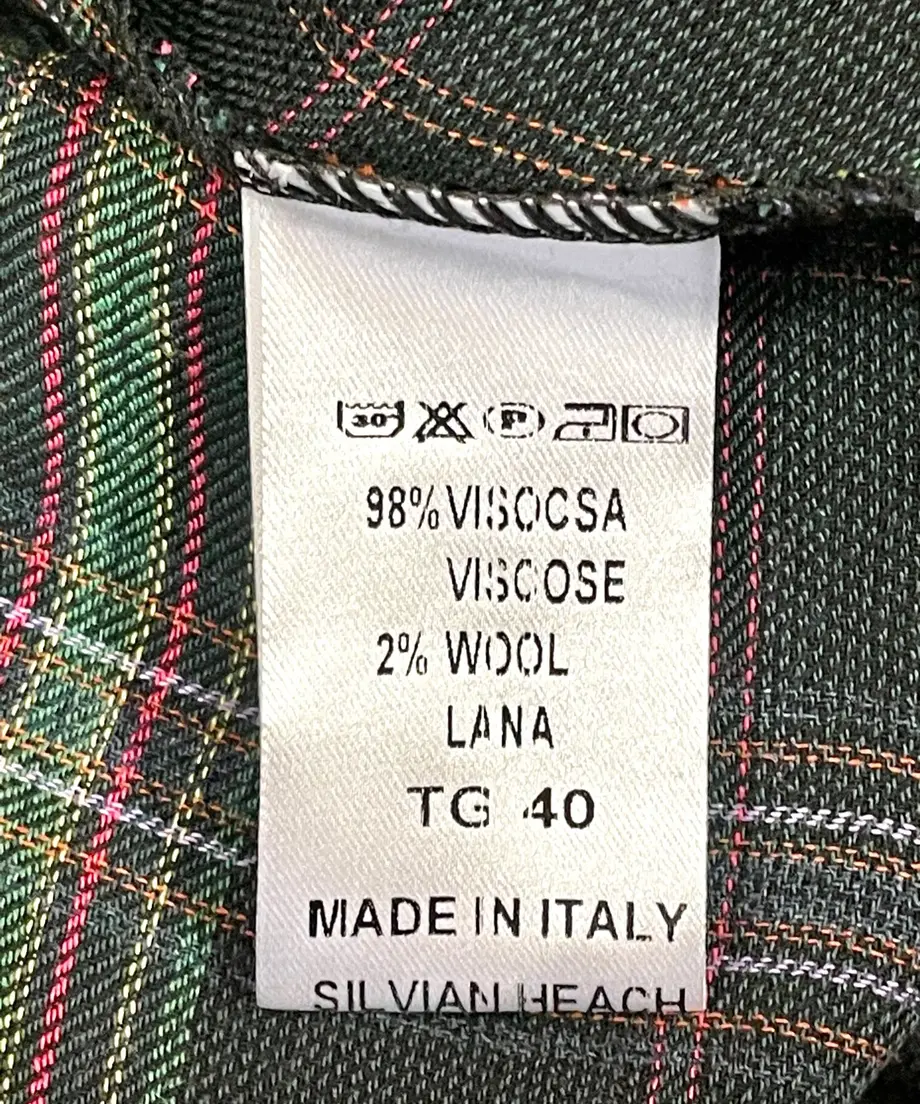 30° P
98% VISOCSA
VISCOSE
2% WOOL
LANA
TG 40
MADE IN ITALY
SILVIAN HEACH